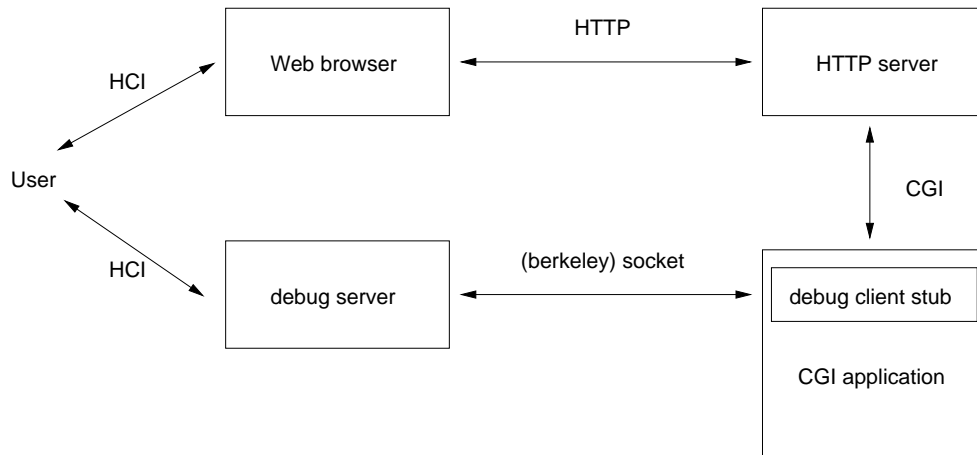 HTTP
Web browser
HTTP server
HCI
User
CGI
HCI
(berkeley) socket
debug server
debug client stub
CGI application